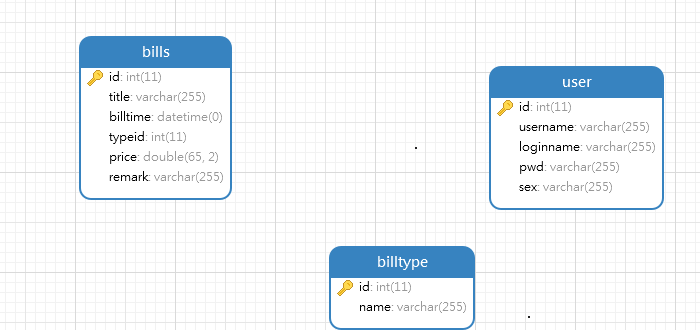 bills
id: int(11)
title: varchar(255)
billtime: datetime(0)
typeid: int(11)
price: double(65, 2)
remark: varchar(255)
user
id: int(11)
username: varchar(255)
loginname: varchar(255)
pwd: varchar(255)
sex: varchar(255)
billtype
id: int(11)
name: varchar(255)